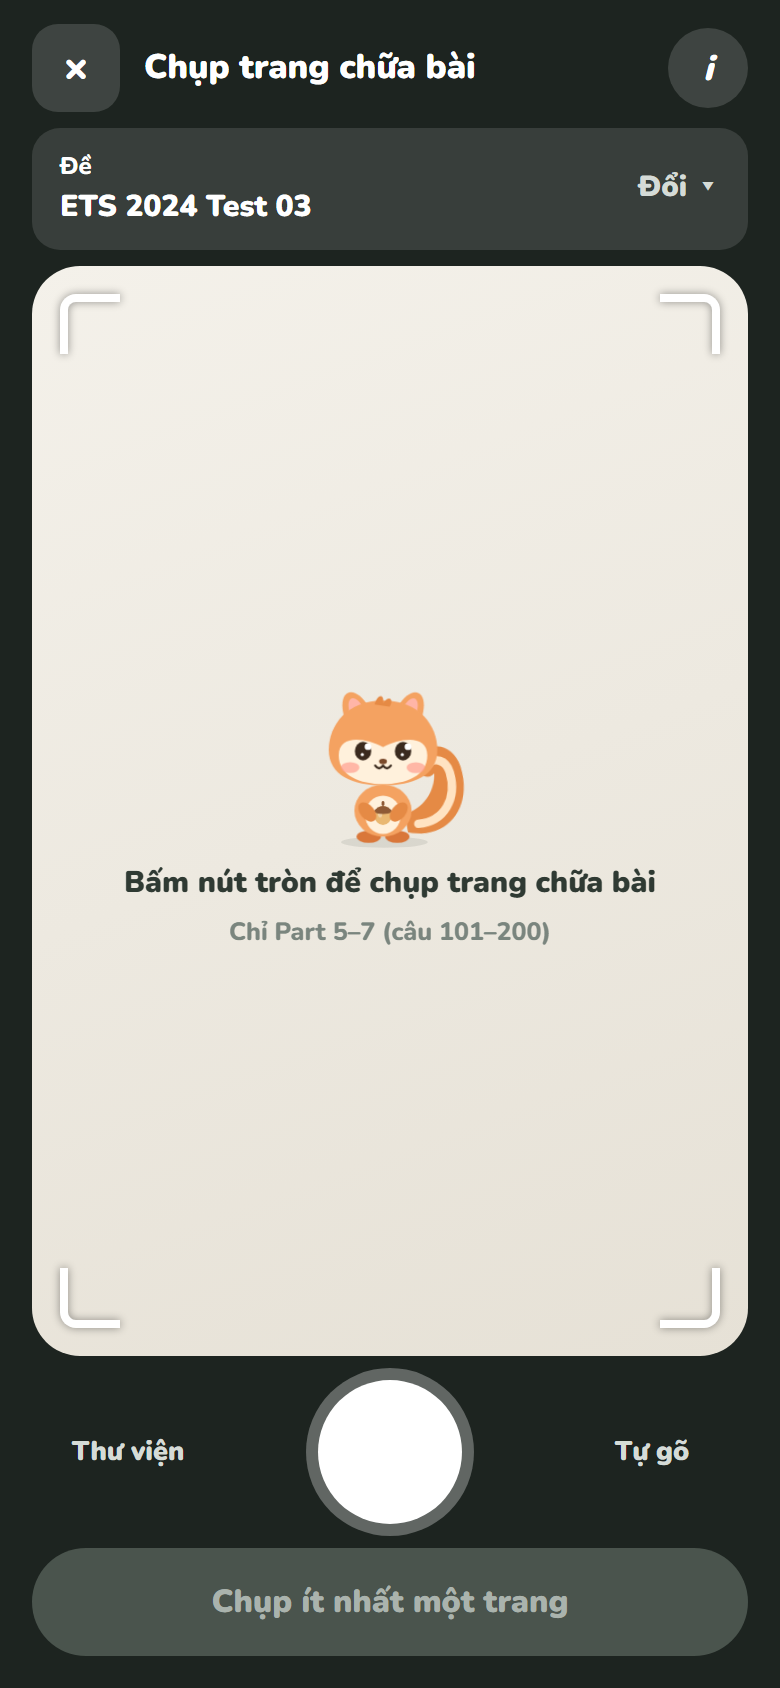 Chụp trang chữa bài
i
Đề
ETS 2024 Test 03
Đổi
Bấm nút tròn để chụp trang chữa bài
Chỉ Part 5–7 (câu 101–200)
Thư viện
Tự gõ
Chụp ít nhất một trang